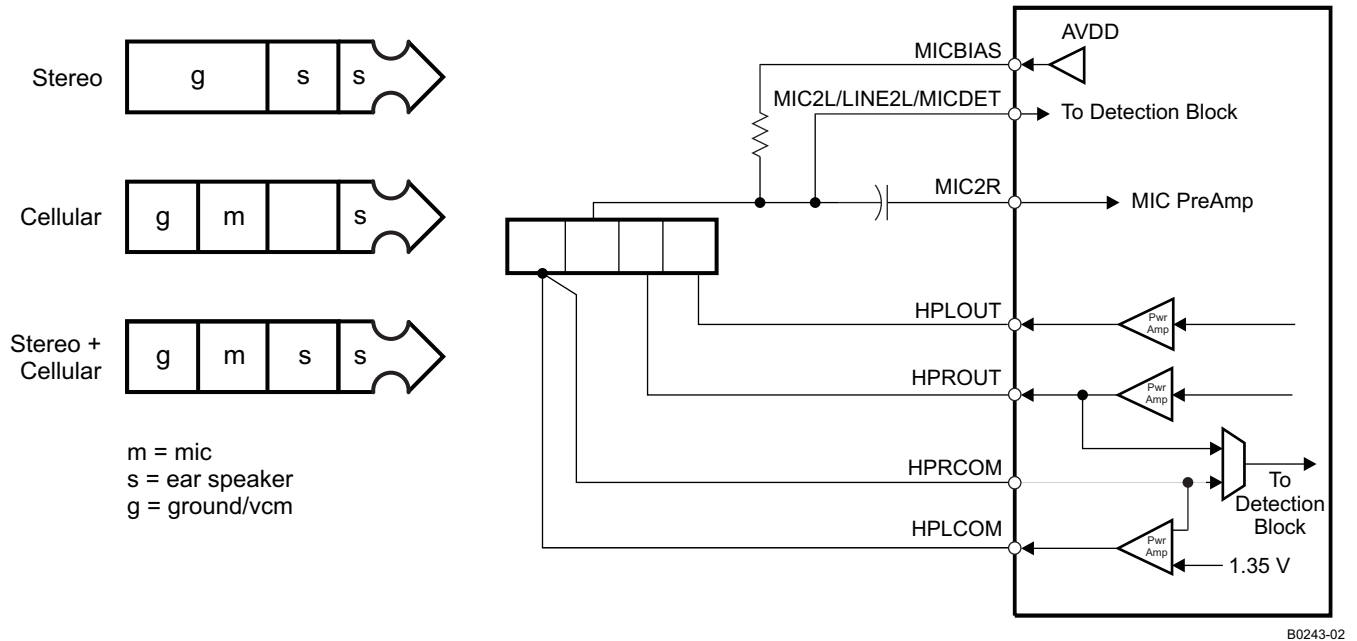 Stereo
g s s
Cellular
g m s
Stereo +
Cellular
g m s s
m = mic
s = ear speaker
g = ground/vcm
MICBIAS
AVDD
MIC2L/LINE2L/MICDET
To Detection Block
MIC2R
MIC PreAmp
HPLOUT
Pwr
Amp
HPROUT
Pwr
Amp
HPRCOM
To
Detection
Block
HPLCOM
Pwr
Amp
1.35 V
B0243-02